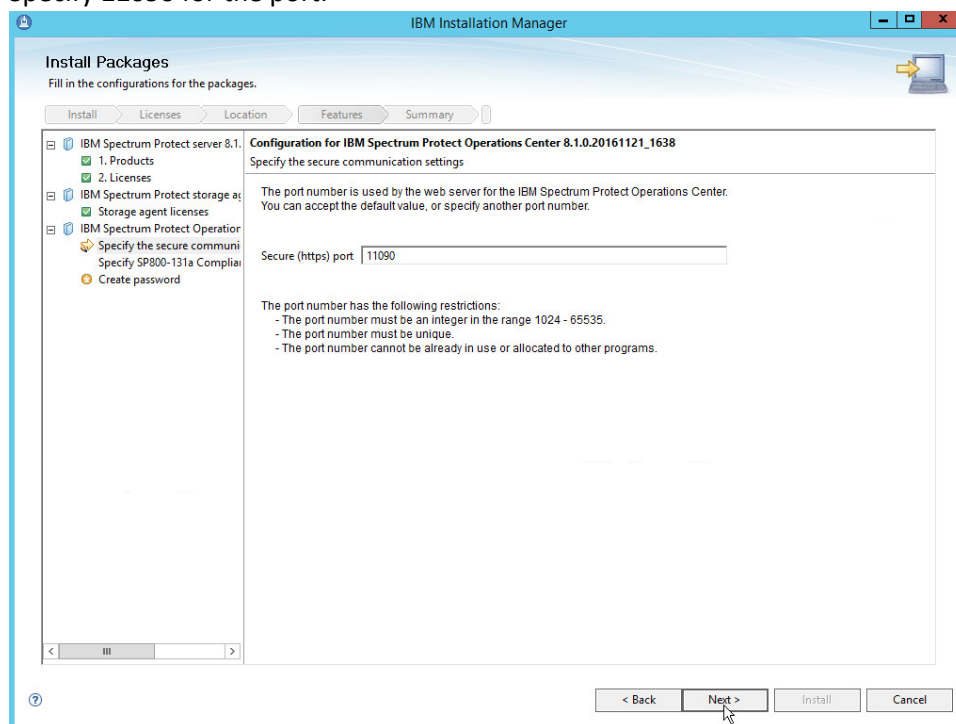 IBM Installation Manager
Install Packages
Fill in the configurations for the packages.
Install Licenses Location Features Summary
IBM Spectrum Protect server 8.1.
1. Products
2. Licenses
IBM Spectrum Protect storage ag
Storage agent licenses
IBM Spectrum Protect Operation
Specify the secure communi
Specify SP800-131a Complian
Create password
Configuration for IBM Spectrum Protect Operations Center 8.1.0.20161121_1638
Specify the secure communication settings
The port number is used by the web server for the IBM Spectrum Protect Operations Center.
You can accept the default value, or specify another port number.
Secure (https) port 11090
The port number has the following restrictions:
- The port number must be an integer in the range 1024 - 65535.
- The port number must be unique.
- The port number cannot be already in use or allocated to other programs.
< Back Next > Install Cancel